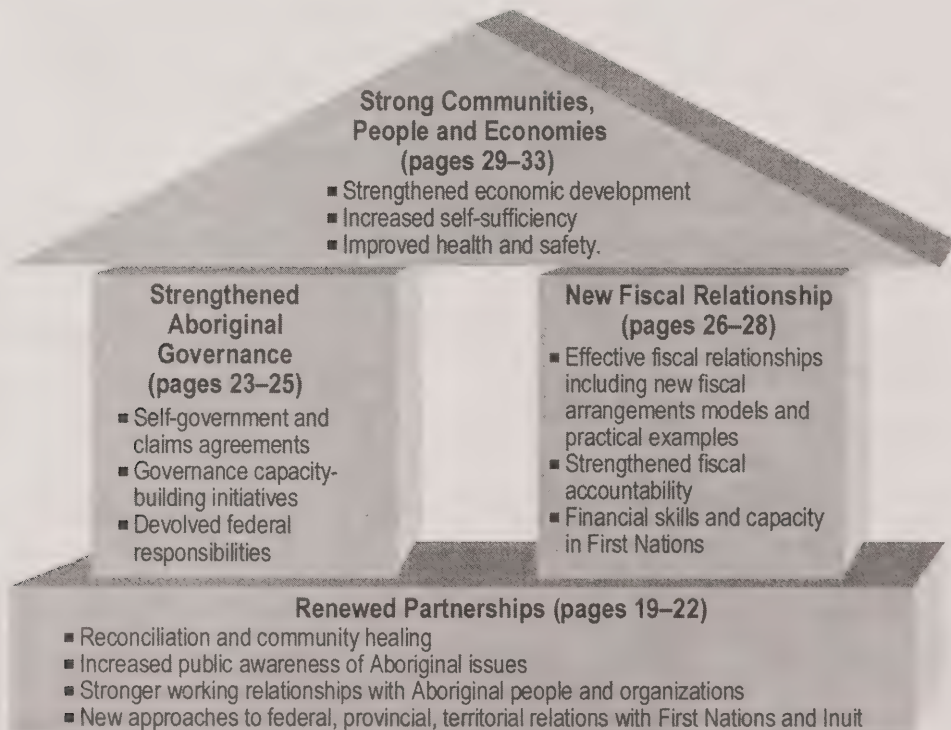 Strong Communities,
People and Economies
(pages 29–33)
■ Strengthened economic development
■ Increased self-sufficiency
■ Improved health and safety.
Strengthened
Aboriginal
Governance
(pages 23–25)
■ Self-government and
claims agreements
■ Governance capacity-
building initiatives
■ Devolved federal
responsibilities
New Fiscal Relationship
(pages 26–28)
■ Effective fiscal relationships
including new fiscal
arrangements models and
practical examples
■ Strengthened fiscal
accountability
■ Financial skills and capacity
in First Nations
Renewed Partnerships (pages 19–22)
■ Reconciliation and community healing
■ Increased public awareness of Aboriginal issues
■ Stronger working relationships with Aboriginal people and organizations
■ New approaches to federal, provincial, territorial relations with First Nations and Inuit